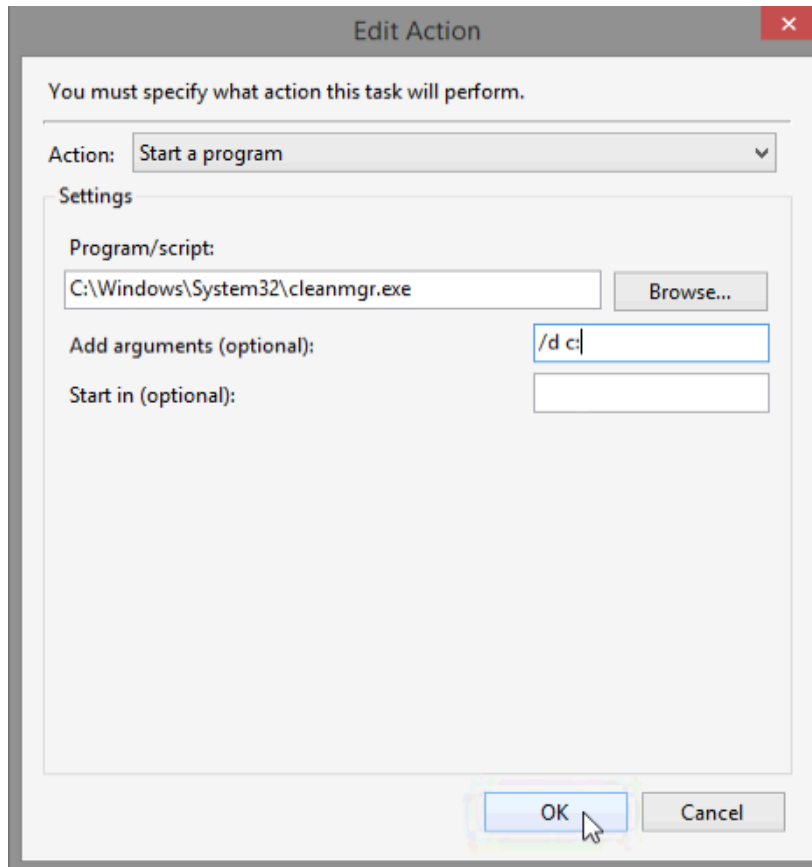 Edit Action
You must specify what action this task will perform.
Action: Start a program
Settings
Program/script:
C:\Windows\System32\cleanmgr.exe Browse...
Add arguments (optional): /d c:
Start in (optional):
OK Cancel